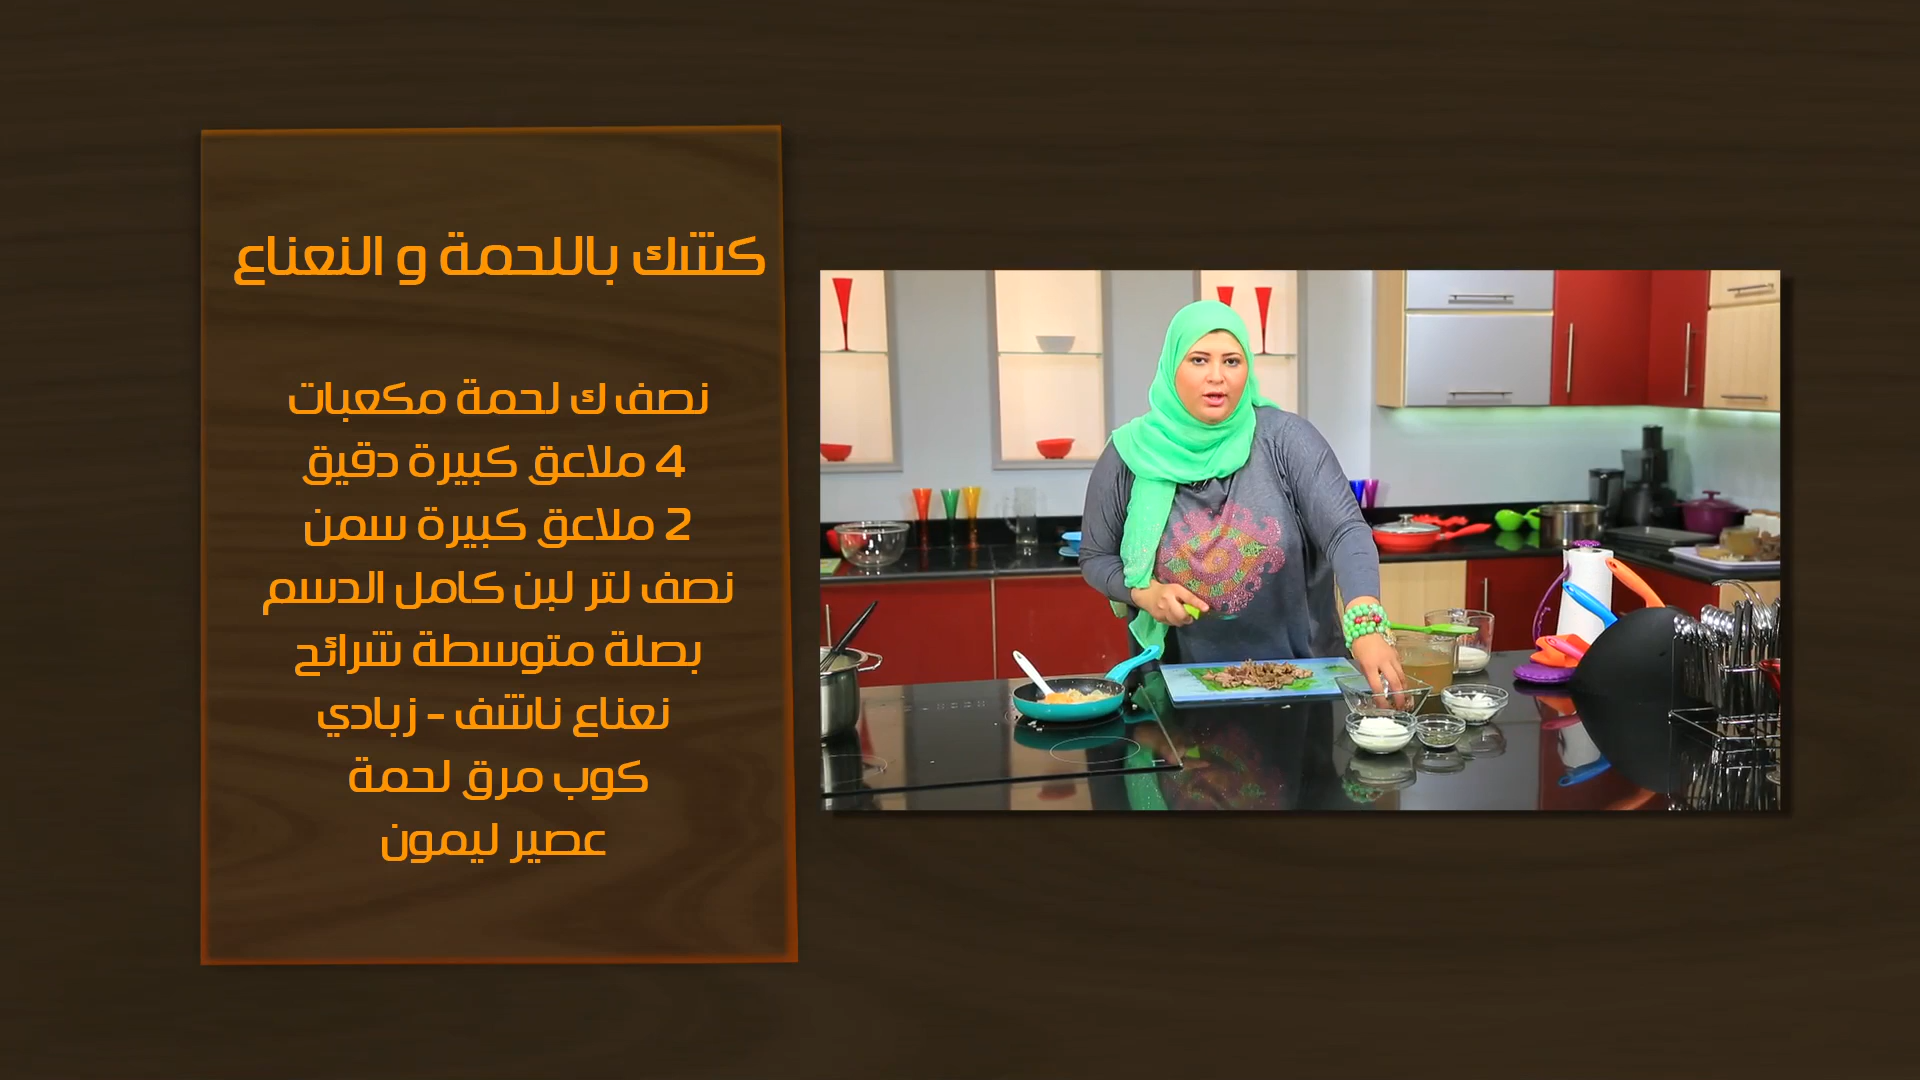 كشك باللحمة و النعناع
نصف ك لحمة مكعبات
4 ملاعق كبيرة دقيق
2 ملاعق كبيرة سمن
نصف لتر لبن كامل الدسم
بصلة متوسطة شرائح
نعناع ناشف - زبادي
كوب مرق لحمة
عصير ليمون